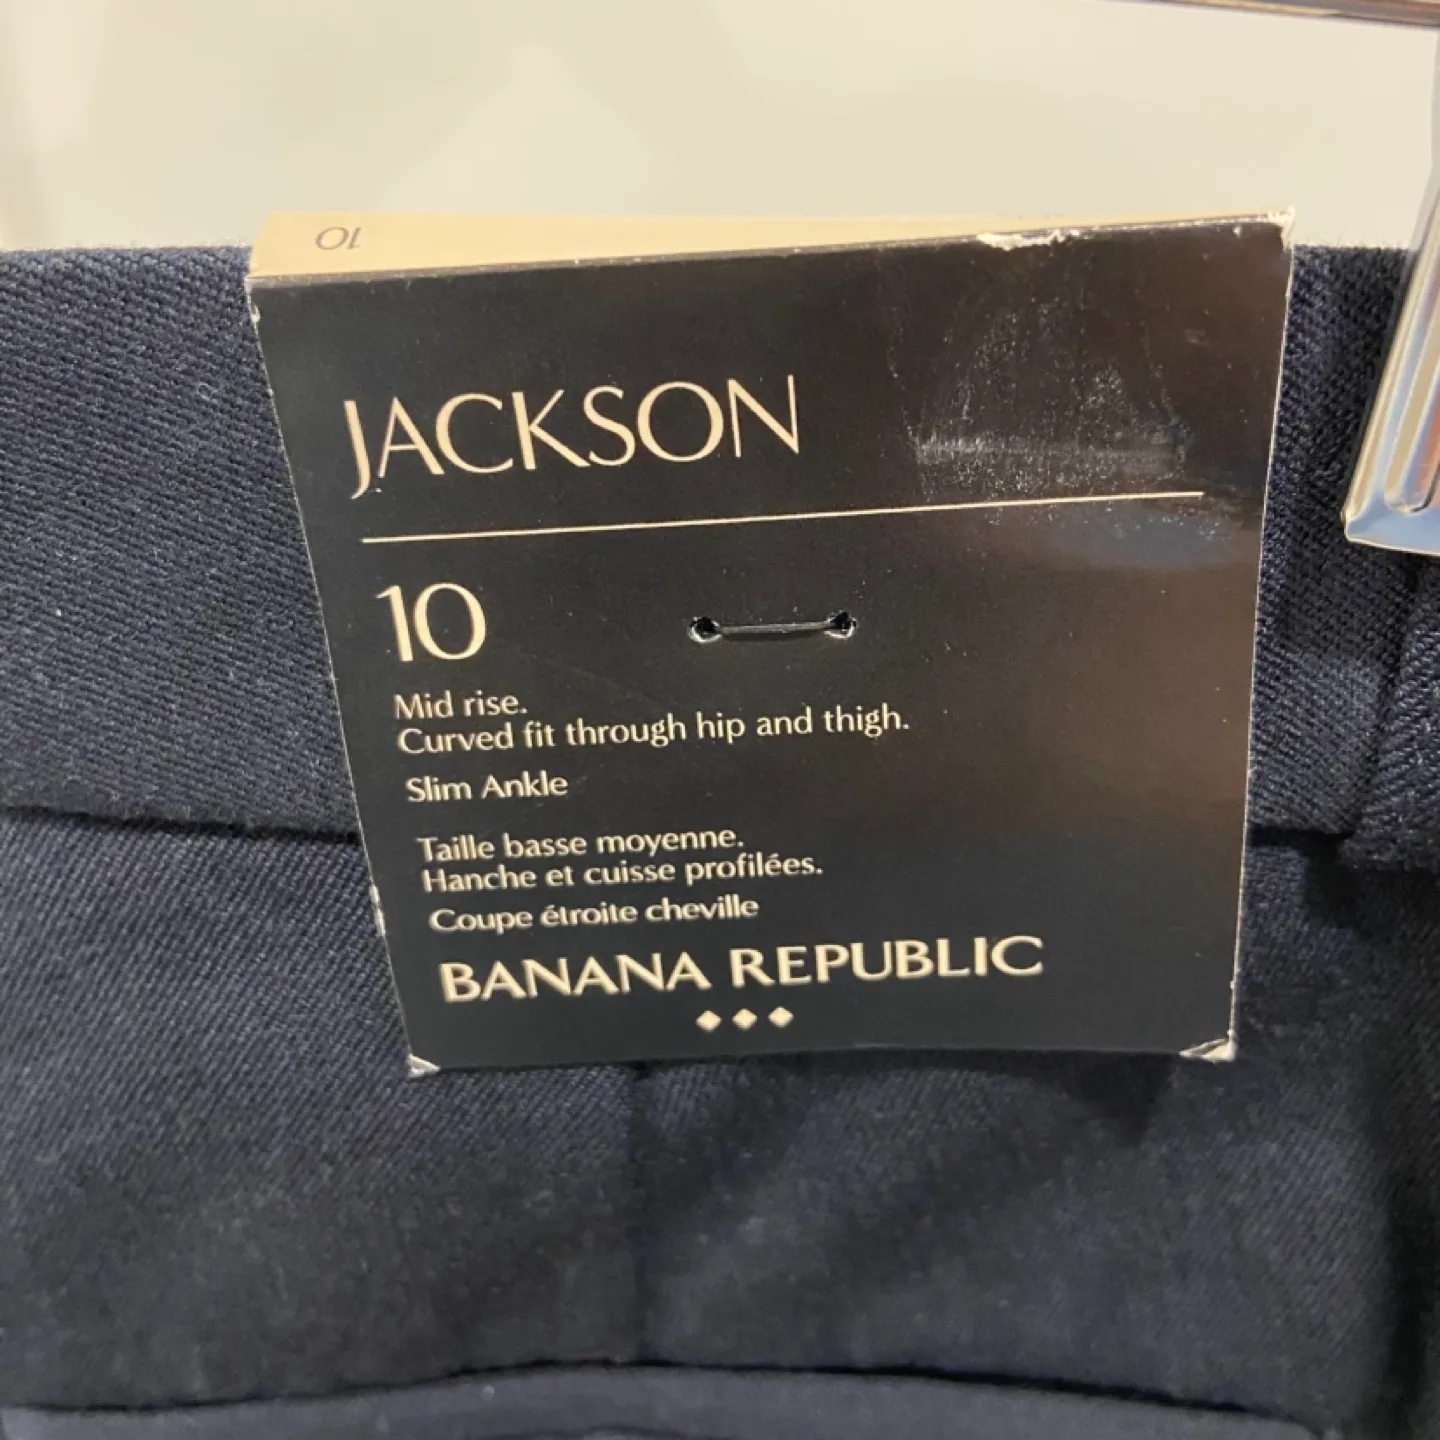 10
JACKSON
10
Mid rise.
Curved fit through hip and thigh.
Slim Ankle
Taille basse moyenne.
Hanche et cuisse profilées.
Coupe étroite cheville
BANANA REPUBLIC